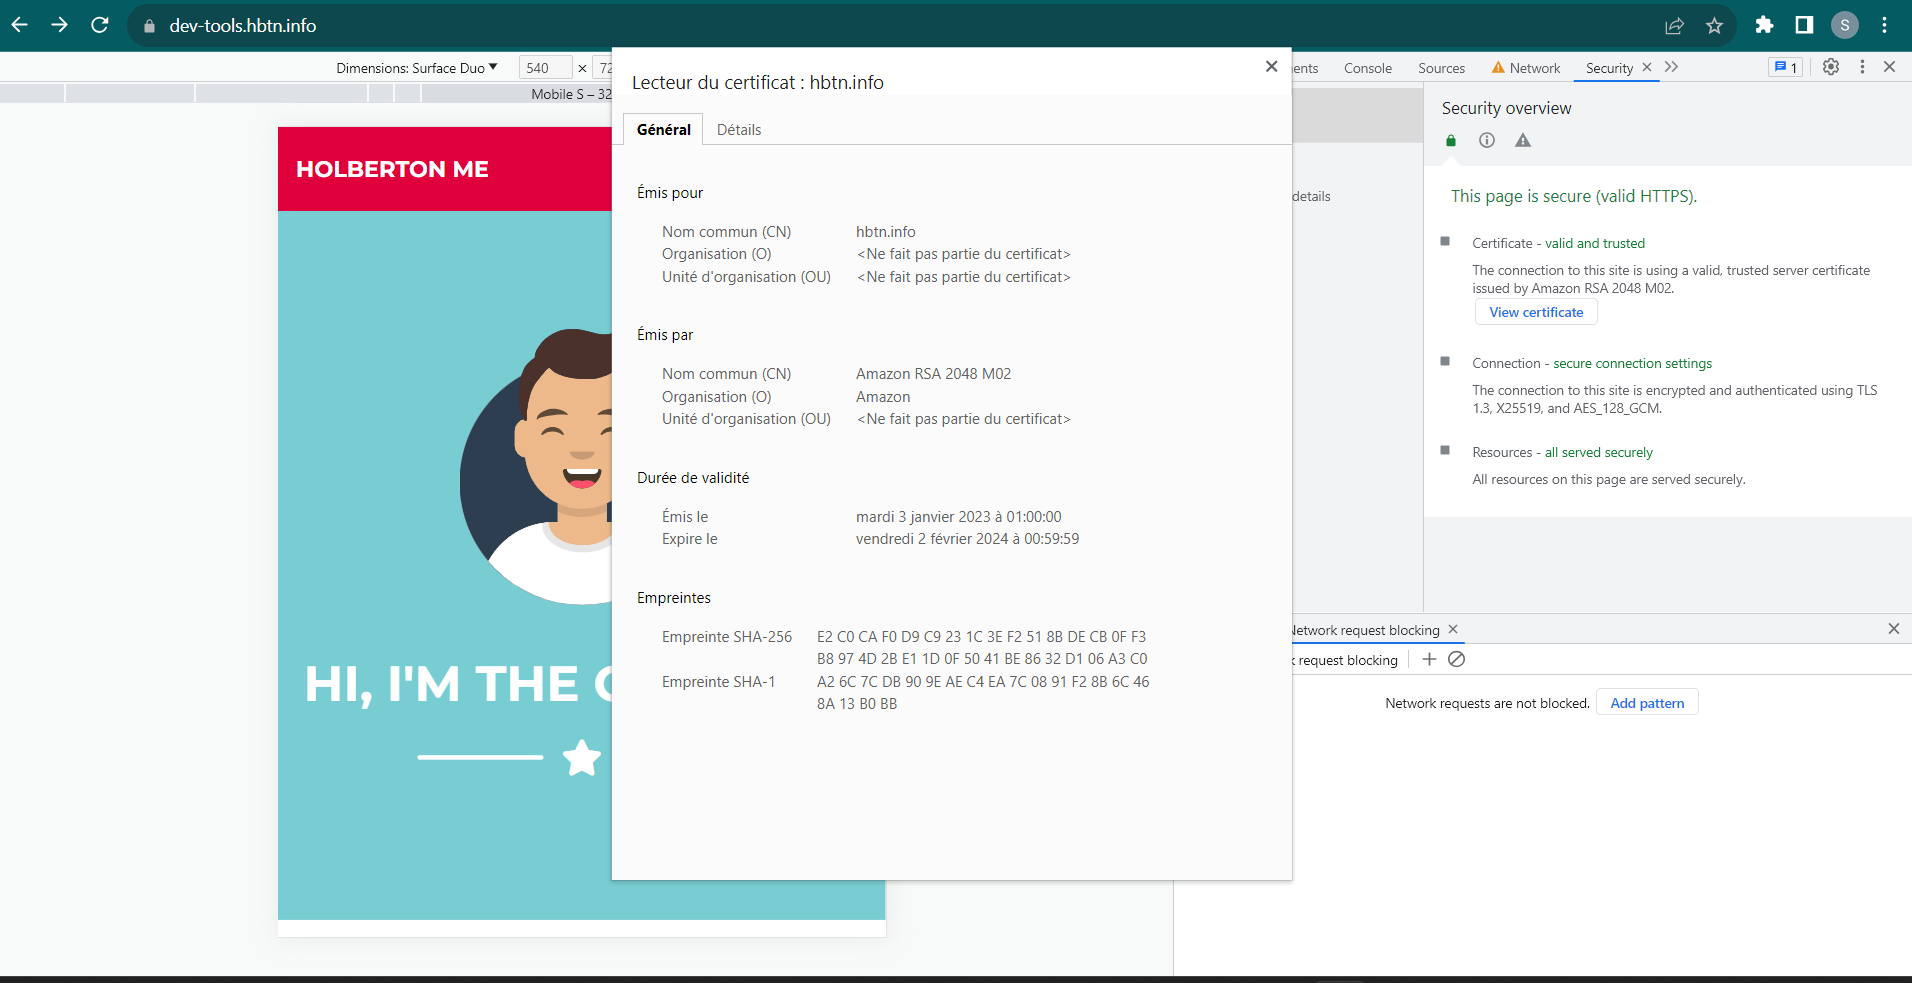 dev-tools.hbtn.info
S
Dimensions: Surface Duo
540 × 72
ents
Console
Sources
Network
Security
1
Mobile S – 32
Lecteur du certificat : hbtn.info
Général
Détails
Émis pour
Nom commun (CN) hbtn.info
Organisation (O) <Ne fait pas partie du certificat>
Unité d'organisation (OU) <Ne fait pas partie du certificat>
Émis par
Nom commun (CN) Amazon RSA 2048 M02
Organisation (O) Amazon
Unité d'organisation (OU) <Ne fait pas partie du certificat>
Durée de validité
Émis le mardi 3 janvier 2023 à 01:00:00
Expire le vendredi 2 février 2024 à 00:59:59
Empreintes
Empreinte SHA-256 E2 C0 CA F0 D9 C9 23 1C 3E F2 51 8B DE CB 0F F3
B8 97 4D 2B E1 1D 0F 50 41 BE 86 32 D1 06 A3 C0
Empreinte SHA-1 A2 6C 7C DB 90 9E AE C4 EA 7C 08 91 F2 8B 6C 46
8A 13 B0 BB
HOLBERTON ME
HI, I'M THE
details
Security overview
This page is secure (valid HTTPS).
Certificate - valid and trusted
The connection to this site is using a valid, trusted server certificate
issued by Amazon RSA 2048 M02.
View certificate
Connection - secure connection settings
The connection to this site is encrypted and authenticated using TLS
1.3, X25519, and AES_128_GCM.
Resources - all served securely
All resources on this page are served securely.
Network request blocking
k request blocking
Network requests are not blocked.
Add pattern